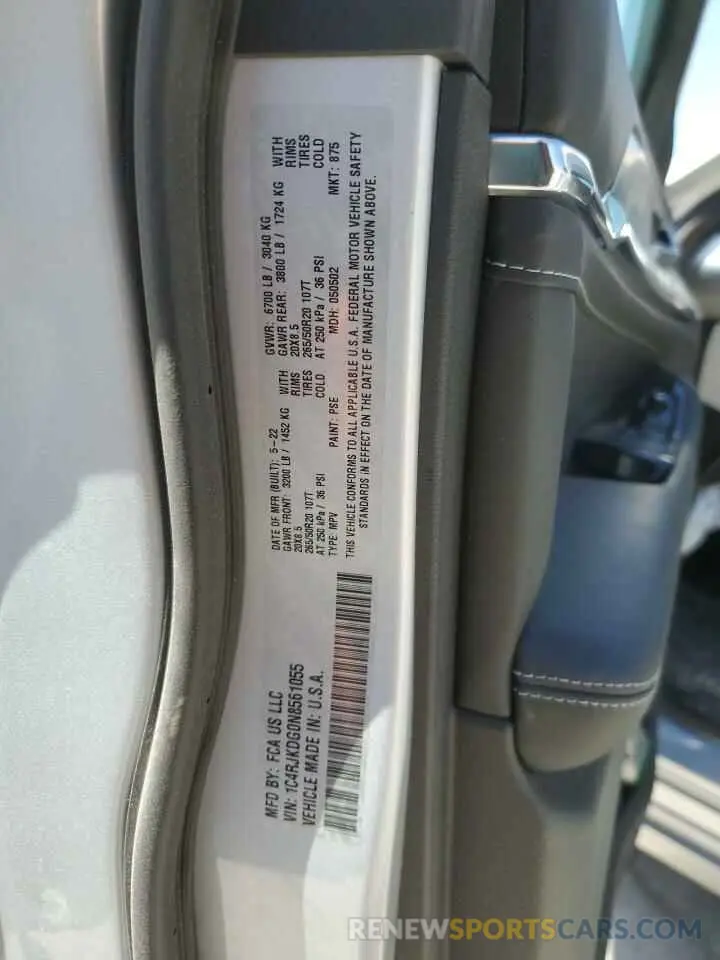 MFD BY: FCA US LLC
VIN: 1C4RJKDG0N8561055
VEHICLE MADE IN: U.S.A.
DATE OF MFR (BUILT): 5-22 GVWR: 6700 LB / 3040 KG
GAWR FRONT: 3200 LB / 1452 KG WITH GAWR REAR: 3800 LB / 1724 KG WITH
20X8.5 RIMS 20X8.5 RIMS
265/50R20 107T TIRES 265/50R20 107T TIRES
AT 250 kPa / 36 PSI COLD AT 250 kPa / 36 PSI COLD
TYPE: MPV PAINT: PSE MDH: 050502 MKT: 875
THIS VEHICLE CONFORMS TO ALL APPLICABLE U.S.A. FEDERAL MOTOR VEHICLE SAFETY
STANDARDS IN EFFECT ON THE DATE OF MANUFACTURE SHOWN ABOVE.
RENEWSPORTSCARS.COM